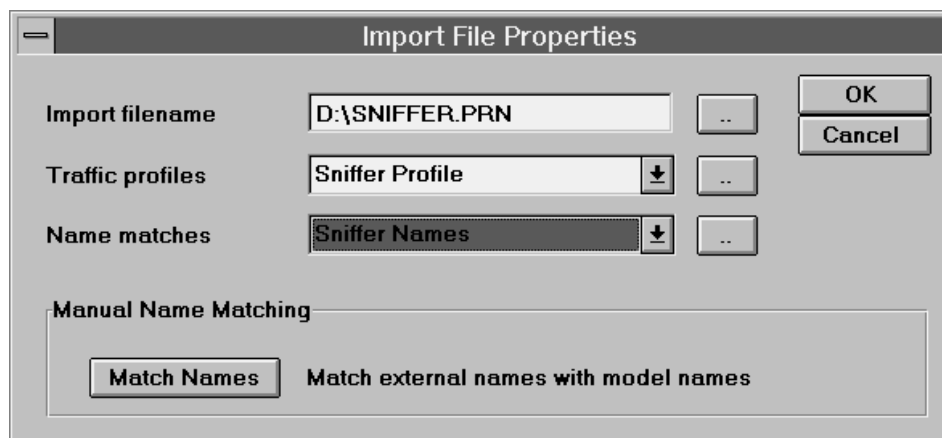 Import File Properties
Import filename
D:\SNIFFER.PRN
..
OK
Cancel
Traffic profiles
Sniffer Profile
..
Name matches
Sniffer Names
..
Manual Name Matching
Match Names
Match external names with model names